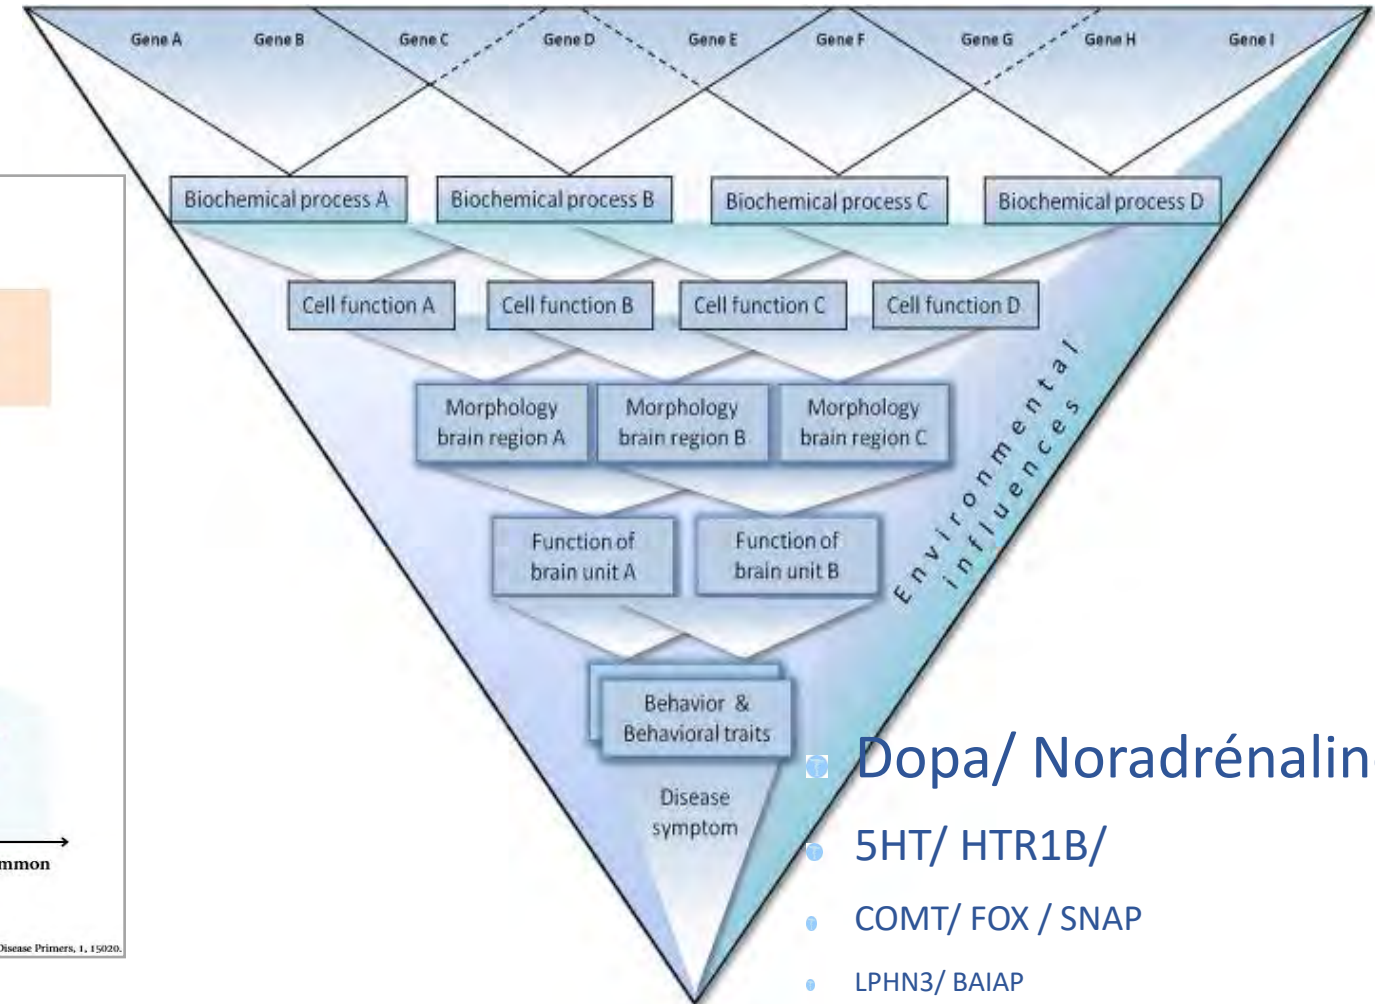 Gene A Gene B Gene C Gene D Gene E Gene F Gene G Gene H Gene I
Biochemical process A Biochemical process B Biochemical process C Biochemical process D
Cell function A Cell function B Cell function C Cell function D
Morphology
brain region A
Morphology
brain region B
Morphology
brain region C
Environmental
influences
Function of
brain unit A
Function of
brain unit B
Behavior &
Behavioral traits
Disease
symptom
mmon
Disease Primers, 1, 15020.
Dopa/ Noradrénalin
5HT/ HTR1B/
COMT/ FOX / SNAP
LPHN3/ BAIAP